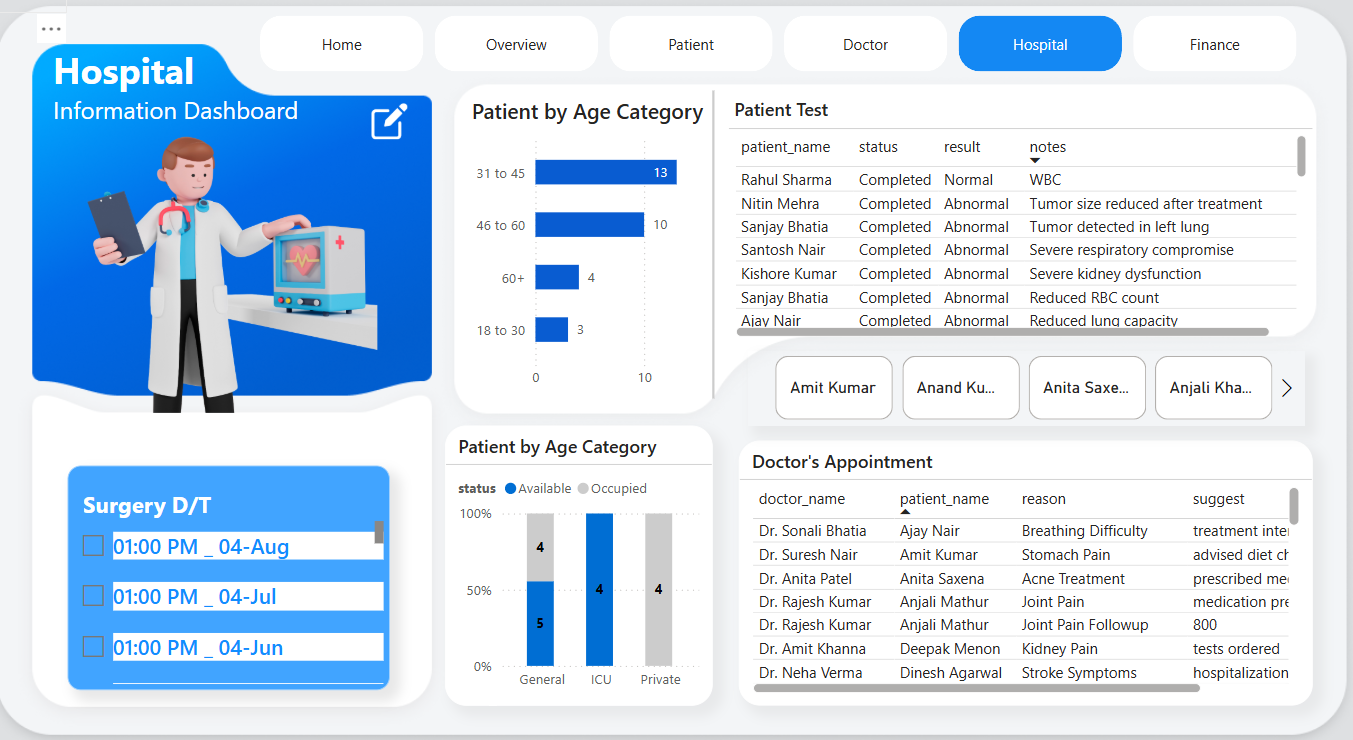 Home
Overview
Patient
Doctor
Hospital
Finance
Hospital
Information Dashboard
Patient by Age Category
31 to 45
13
46 to 60
10
60+
4
18 to 30
3
0
10
Patient Test
patient_name status result notes
Rahul Sharma Completed Normal WBC
Nitin Mehra Completed Abnormal Tumor size reduced after treatment
Sanjay Bhatia Completed Abnormal Tumor detected in left lung
Santosh Nair Completed Abnormal Severe respiratory compromise
Kishore Kumar Completed Abnormal Severe kidney dysfunction
Sanjay Bhatia Completed Abnormal Reduced RBC count
Ajay Nair Completed Abnormal Reduced lung capacity
Amit Kumar
Anand Ku...
Anita Saxe...
Anjali Kha...
Surgery D/T
01:00 PM _ 04-Aug
01:00 PM _ 04-Jul
01:00 PM _ 04-Jun
Patient by Age Category
status Available Occupied
100%
50%
0%
4
5
4
4
General ICU Private
Doctor's Appointment
doctor_name patient_name reason suggest
Dr. Sonali Bhatia Ajay Nair Breathing Difficulty treatment inte
Dr. Suresh Nair Amit Kumar Stomach Pain advised diet ch
Dr. Anita Patel Anita Saxena Acne Treatment prescribed me
Dr. Rajesh Kumar Anjali Mathur Joint Pain medication pre
Dr. Rajesh Kumar Anjali Mathur Joint Pain Followup 800
Dr. Amit Khanna Deepak Menon Kidney Pain tests ordered
Dr. Neha Verma Dinesh Agarwal Stroke Symptoms hospitalization